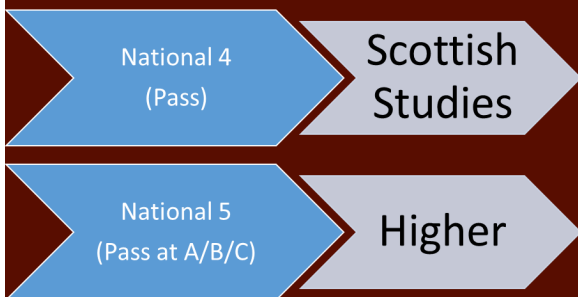 National 4
(Pass)
Scottish
Studies
National 5
(Pass at A/B/C)
Higher